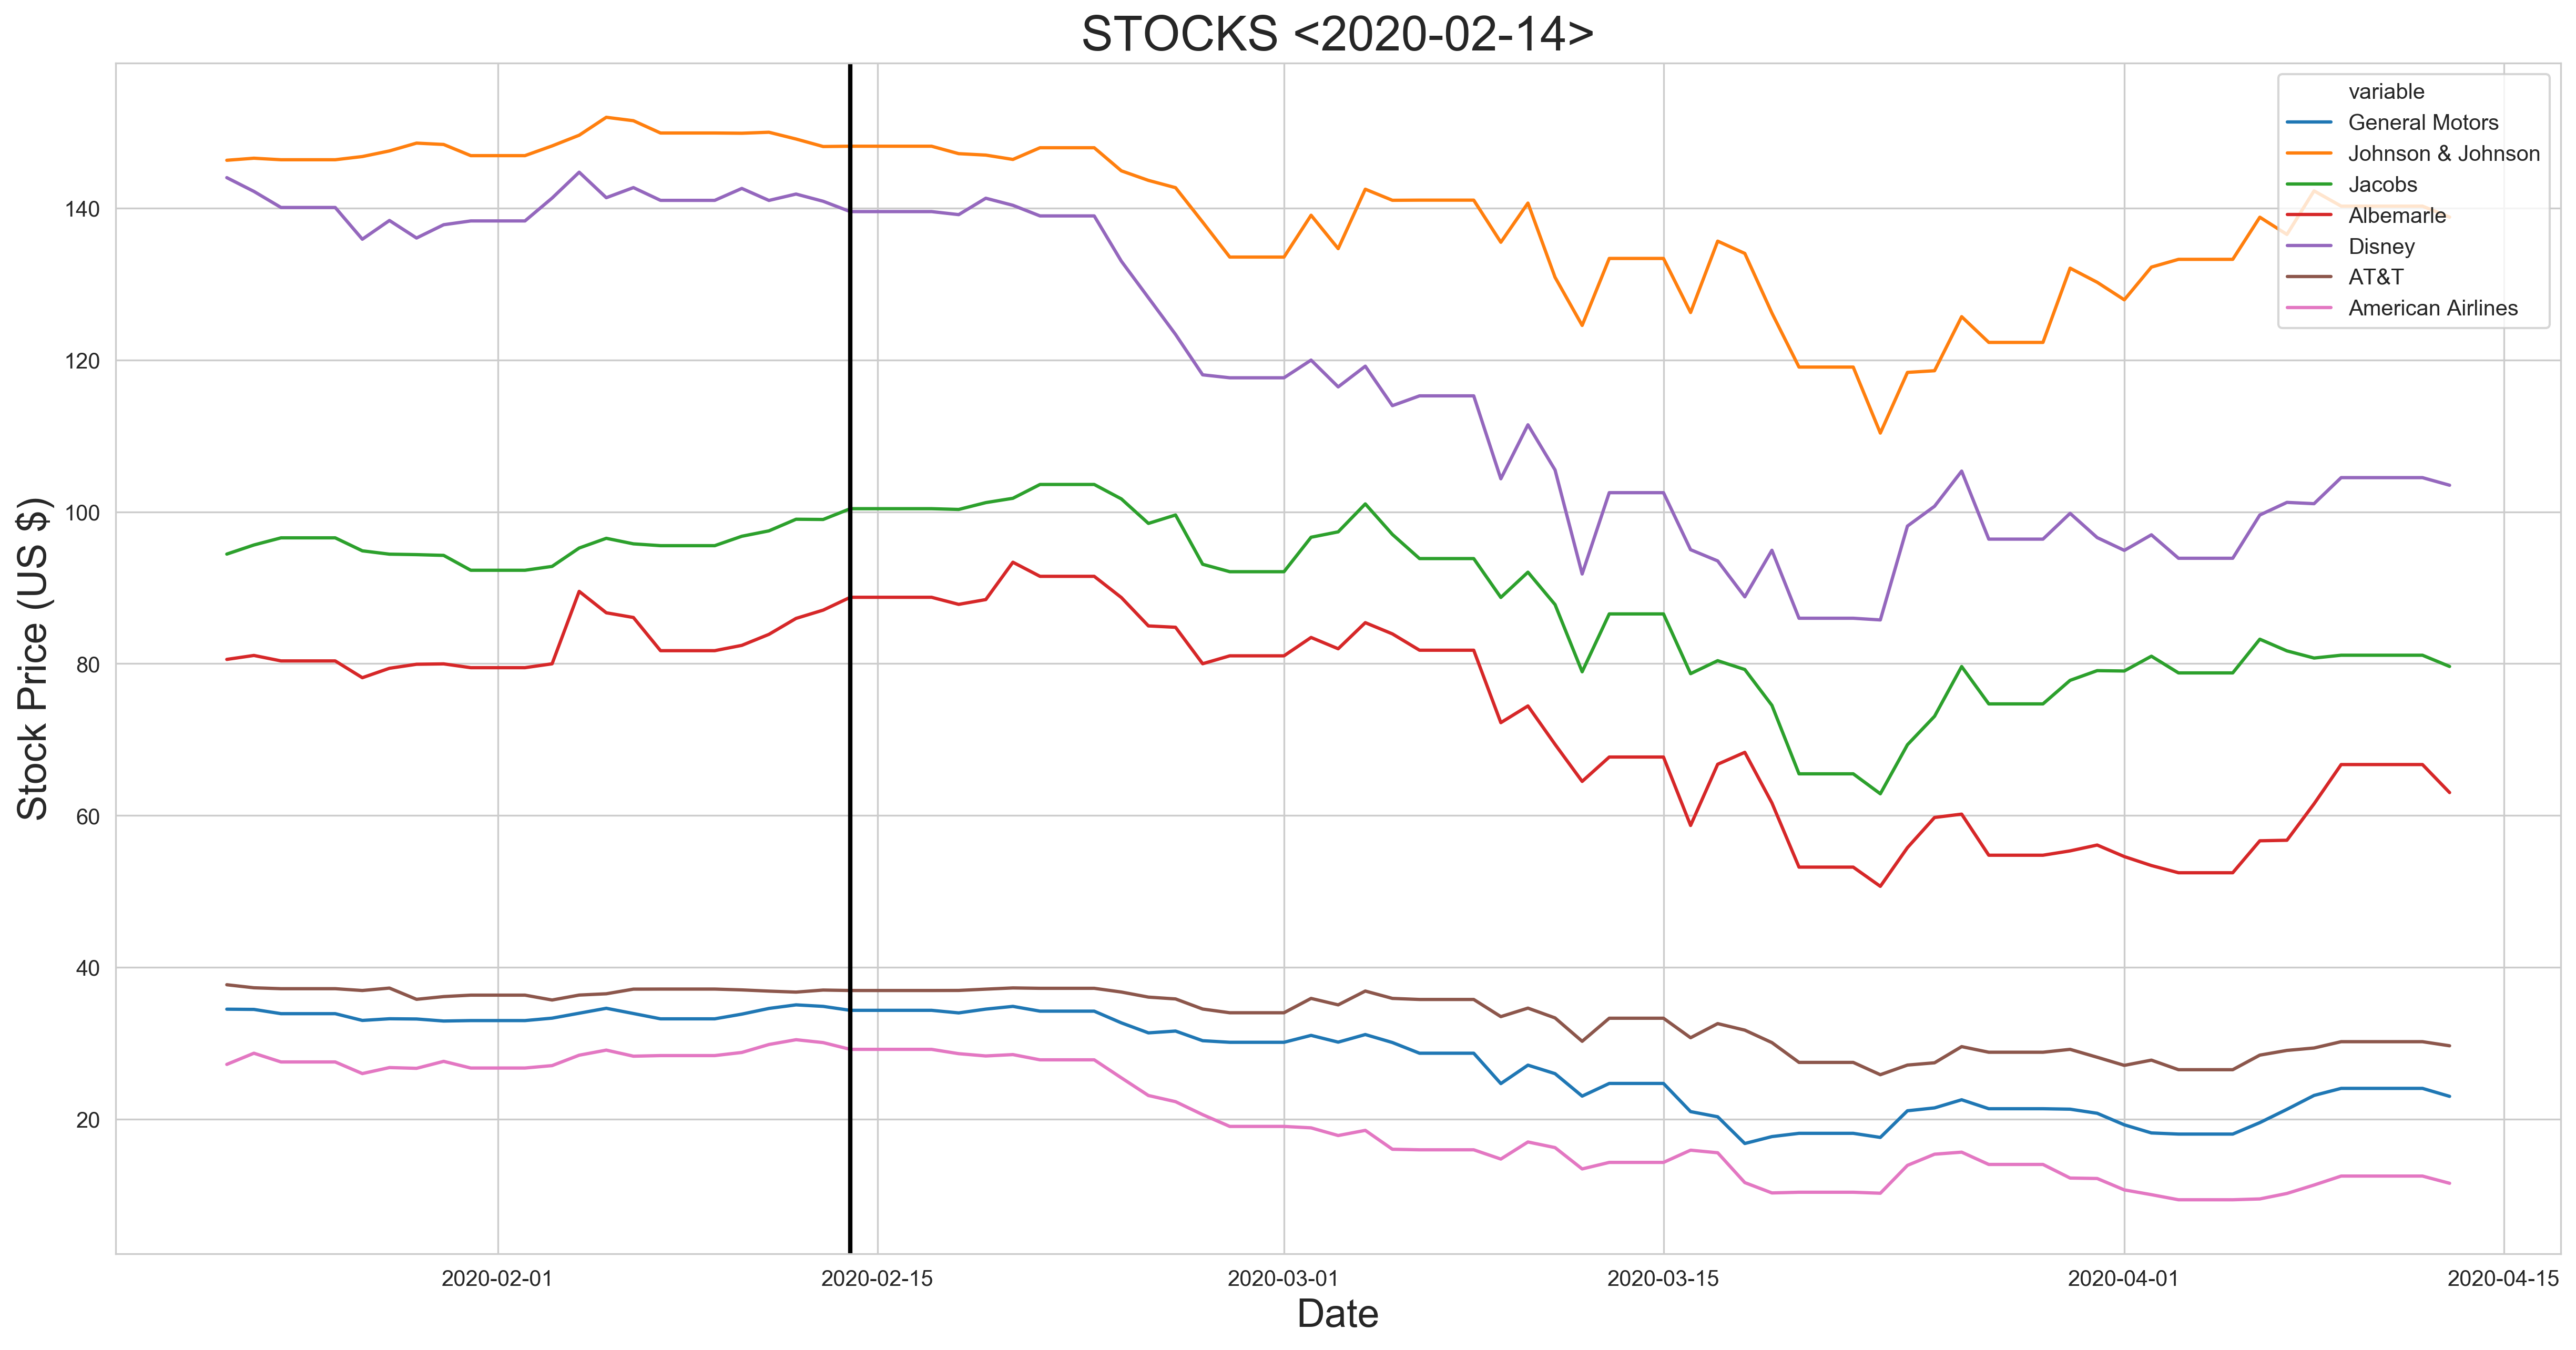 STOCKS <2020-02-14>
variable
General Motors
Johnson & Johnson
Jacobs
Albemarle
Disney
AT&T
American Airlines
Stock Price (US $)
140
120
100
80
60
40
20
2020-02-01
2020-02-15
2020-03-01
2020-03-15
2020-04-01
2020-04-15
Date